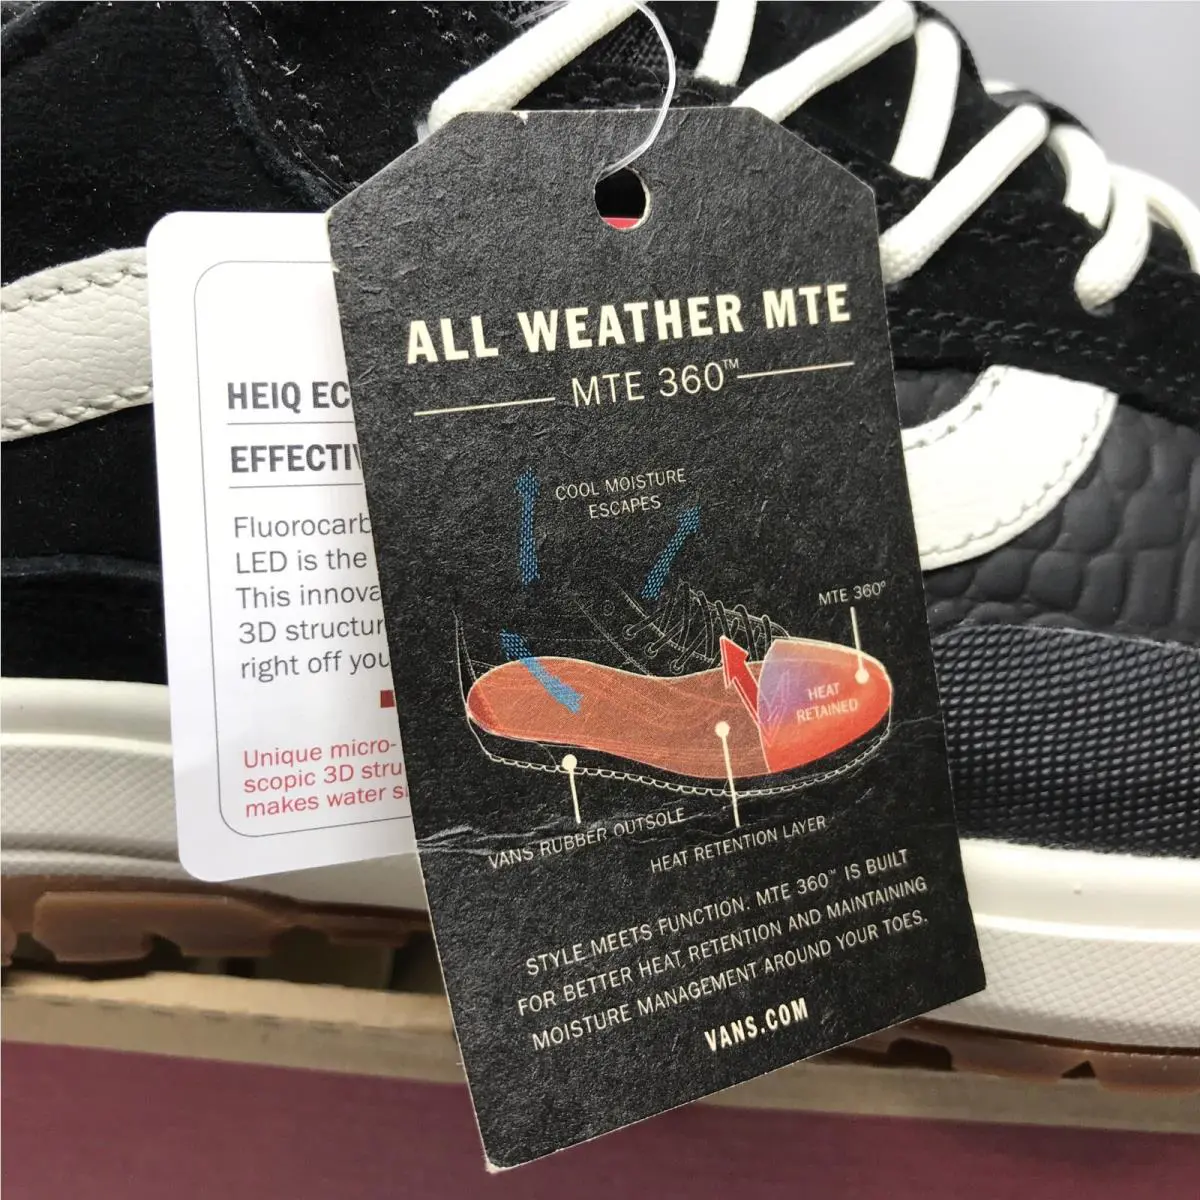 ALL WEATHER MTE
MTE 360™
COOL MOISTURE
ESCAPES
MTE 360°
HEAT
RETAINED
VANS RUBBER OUTSOLE
HEAT RETENTION LAYER
STYLE MEETS FUNCTION. MTE 360™ IS BUILT
FOR BETTER HEAT RETENTION AND MAINTAINING
MOISTURE MANAGEMENT AROUND YOUR TOES.
VANS.COM
HEIQ EC
EFFECTIV
Fluorocarb
LED is the
This innova
3D structur
right off you
Unique micro-
scopic 3D stru
makes water s